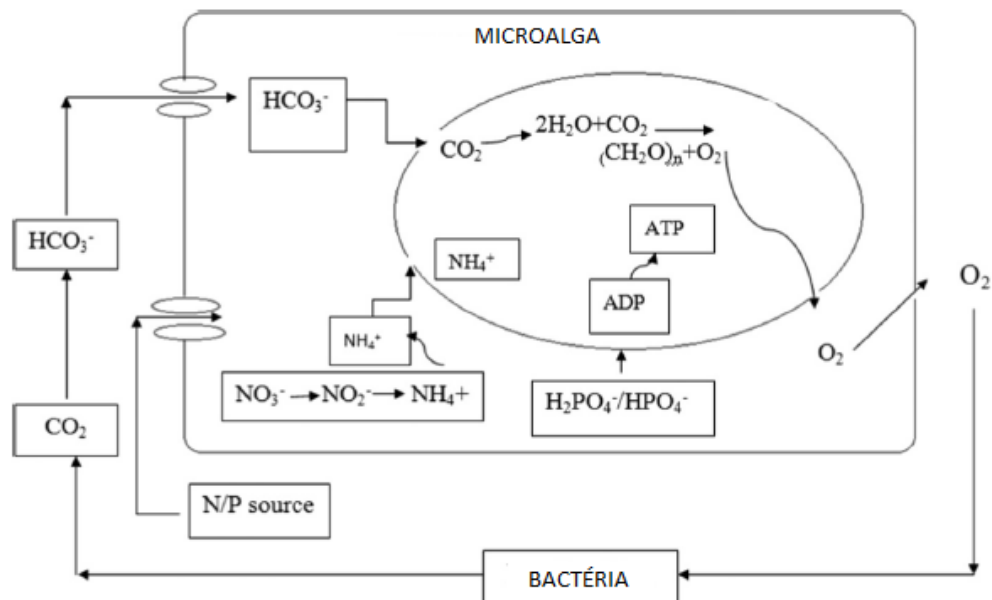 MICROALGA
HCO₃⁻
CO₂
2H₂O+CO₂
(CH₂O)ₙ+O₂
HCO₃⁻
NH₄⁺
ATP
ADP
O₂
O₂
NH₄⁺
NO₃⁻ → NO₂⁻ → NH₄+
H₂PO₄⁻/HPO₄⁻
CO₂
N/P source
BACTÉRIA